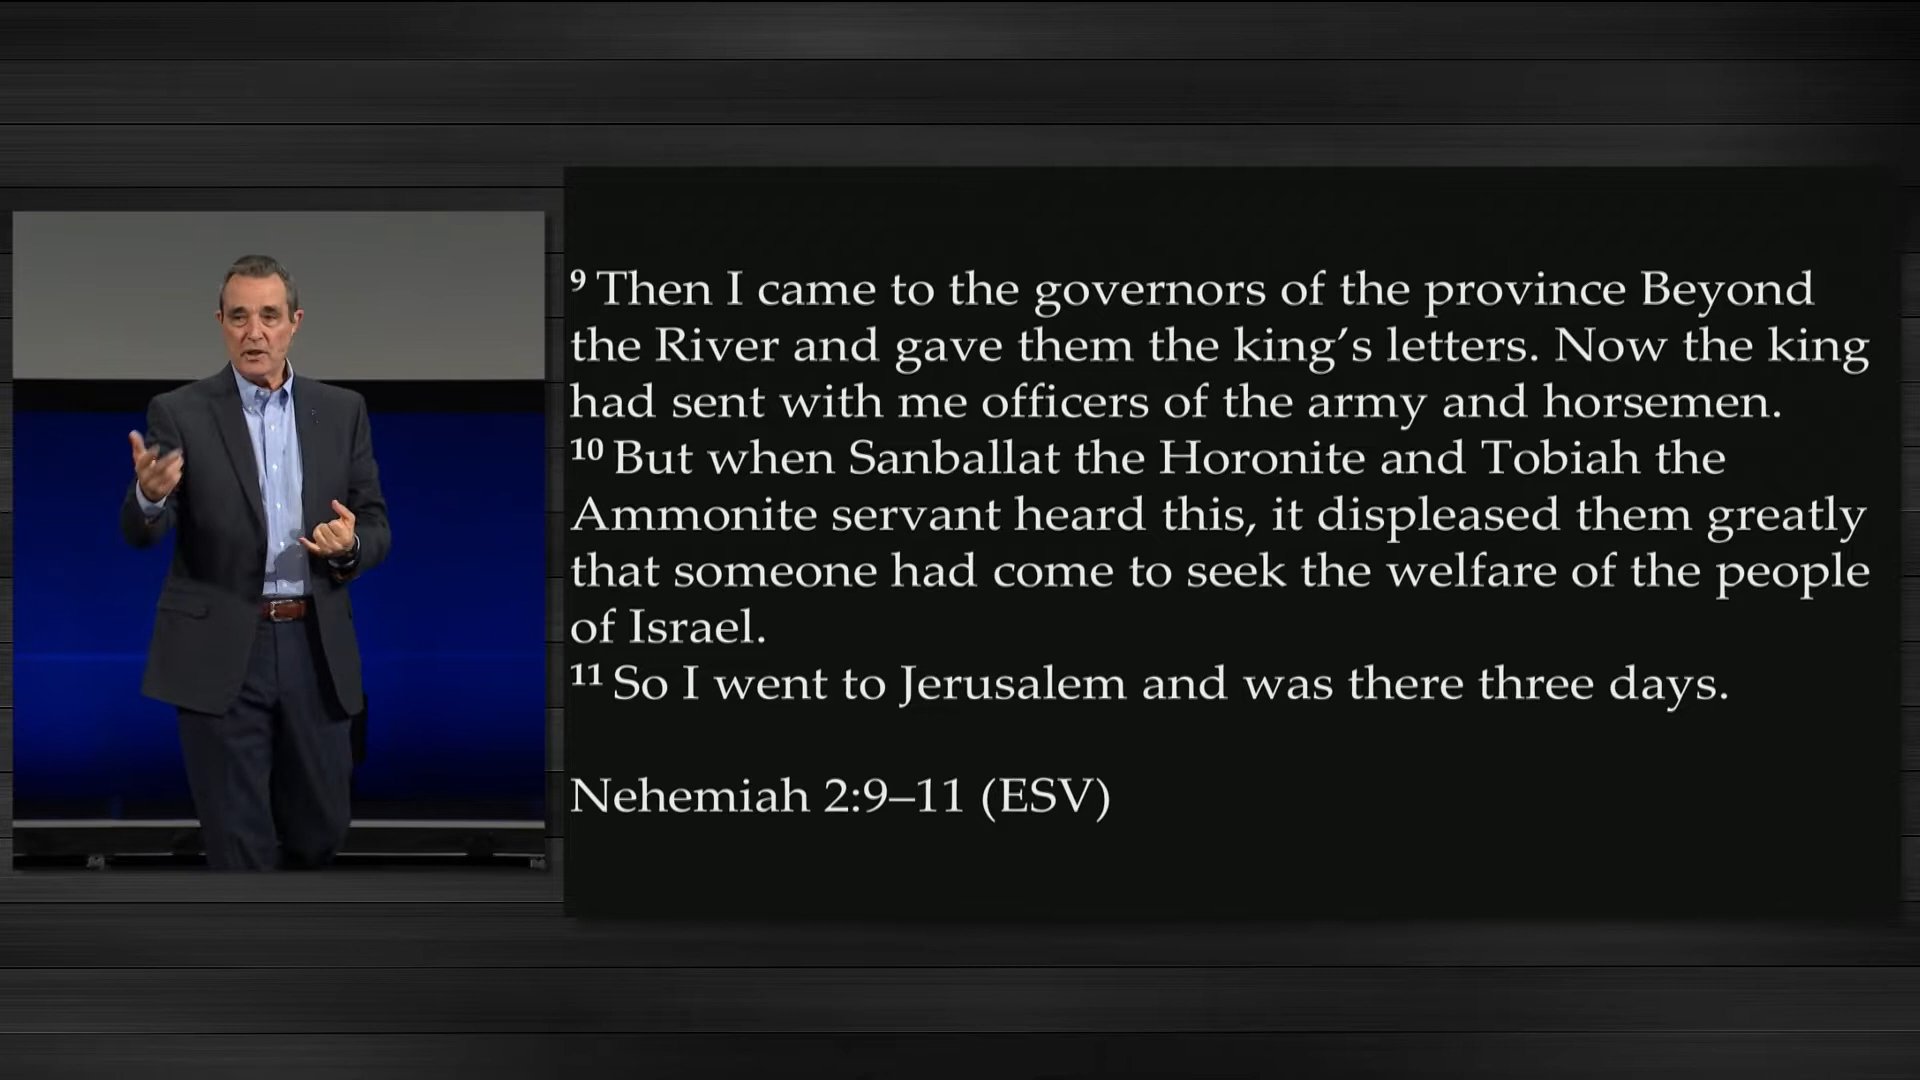 9 Then I came to the governors of the province Beyond
the River and gave them the king’s letters. Now the king
had sent with me officers of the army and horsemen.
10 But when Sanballat the Horonite and Tobiah the
Ammonite servant heard this, it displeased them greatly
that someone had come to seek the welfare of the people
of Israel.
11 So I went to Jerusalem and was there three days.
Nehemiah 2:9–11 (ESV)